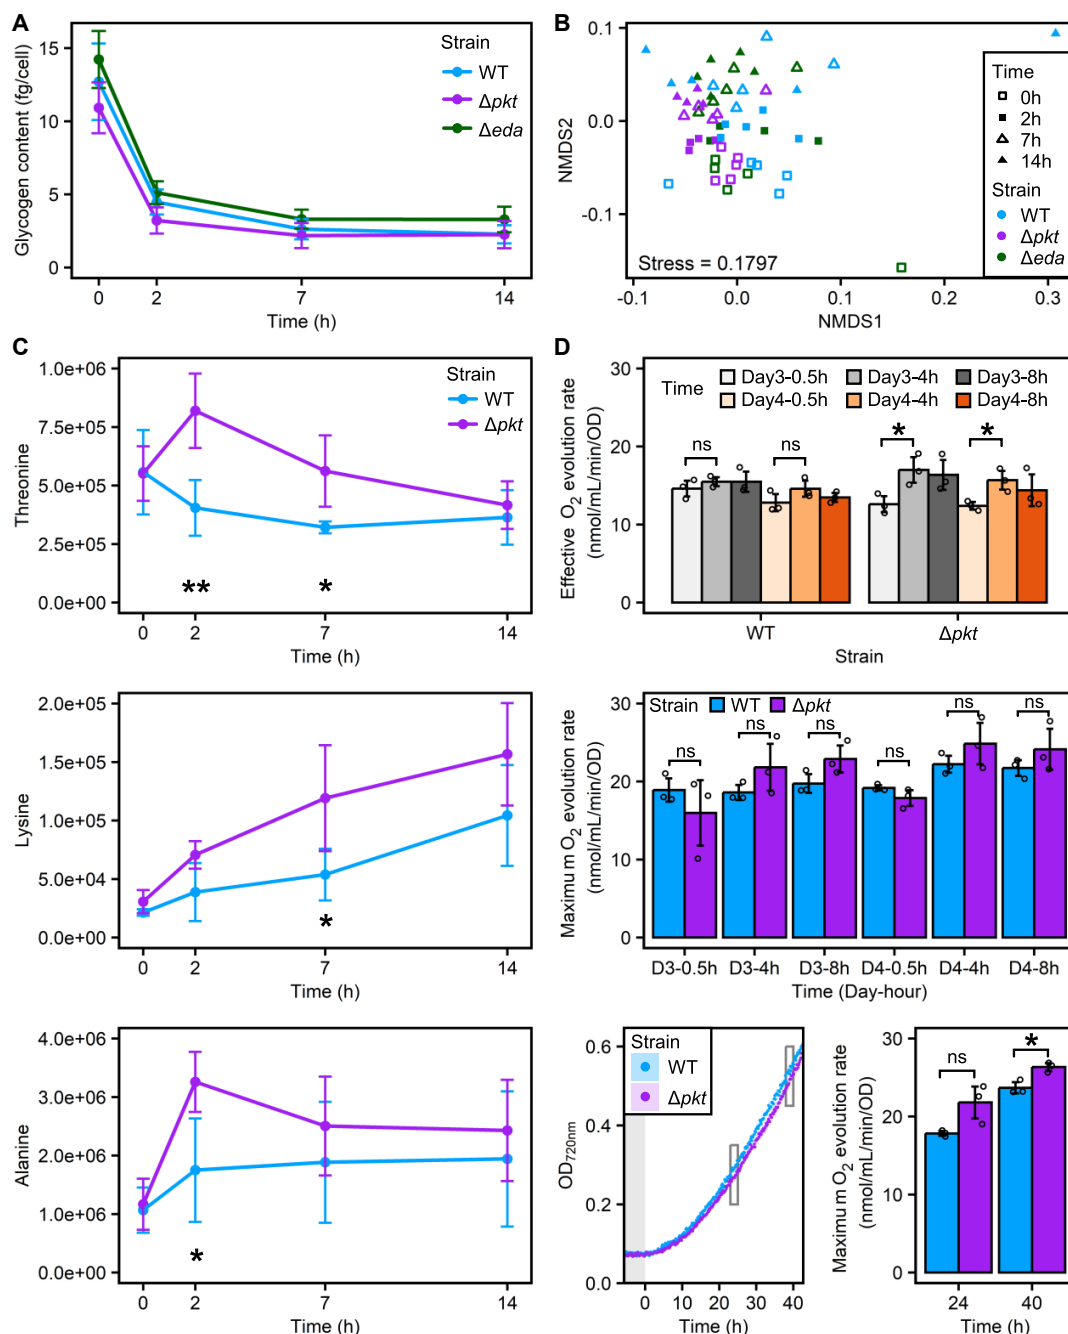 A
Glycogen content (fg/cell)
15
10
5
0
Strain
WT
Δpkt
Δeda
0
2
7
14
Time (h)
B
NMDS2
0.1
0.0
-0.1
Time
0h
2h
7h
14h
Strain
WT
Δpkt
Δeda
Stress = 0.1797
-0.1
0.0
0.1
0.2
0.3
NMDS1
C
Threonine
1.0e+06
7.5e+05
5.0e+05
2.5e+05
0.0e+00
Strain
WT
Δpkt
**
*
0
2
7
14
Time (h)
D
Effective O2 evolution rate
(nmol/mL/min/OD)
30
20
10
0
Time
Day3-0.5h
Day3-4h
Day3-8h
Day4-0.5h
Day4-4h
Day4-8h
ns
ns
*
*
WT
Δpkt
Strain
Lysine
2.0e+05
1.5e+05
1.0e+05
5.0e+04
0.0e+00
*
0
2
7
14
Time (h)
Maximum O2 evolution rate
(nmol/mL/min/OD)
30
20
10
0
Strain
WT
Δpkt
ns
ns
ns
ns
ns
ns
D3-0.5h
D3-4h
D3-8h
D4-0.5h
D4-4h
D4-8h
Time (Day-hour)
Alanine
4.0e+06
3.0e+06
2.0e+06
1.0e+06
0.0e+00
*
0
2
7
14
Time (h)
OD720nm
0.6
0.4
0.2
0.0
Strain
WT
Δpkt
0
10
20
30
40
Time (h)
Maximum O2 evolution rate
(nmol/mL/min/OD)
30
20
10
0
ns
*
24
40
Time (h)